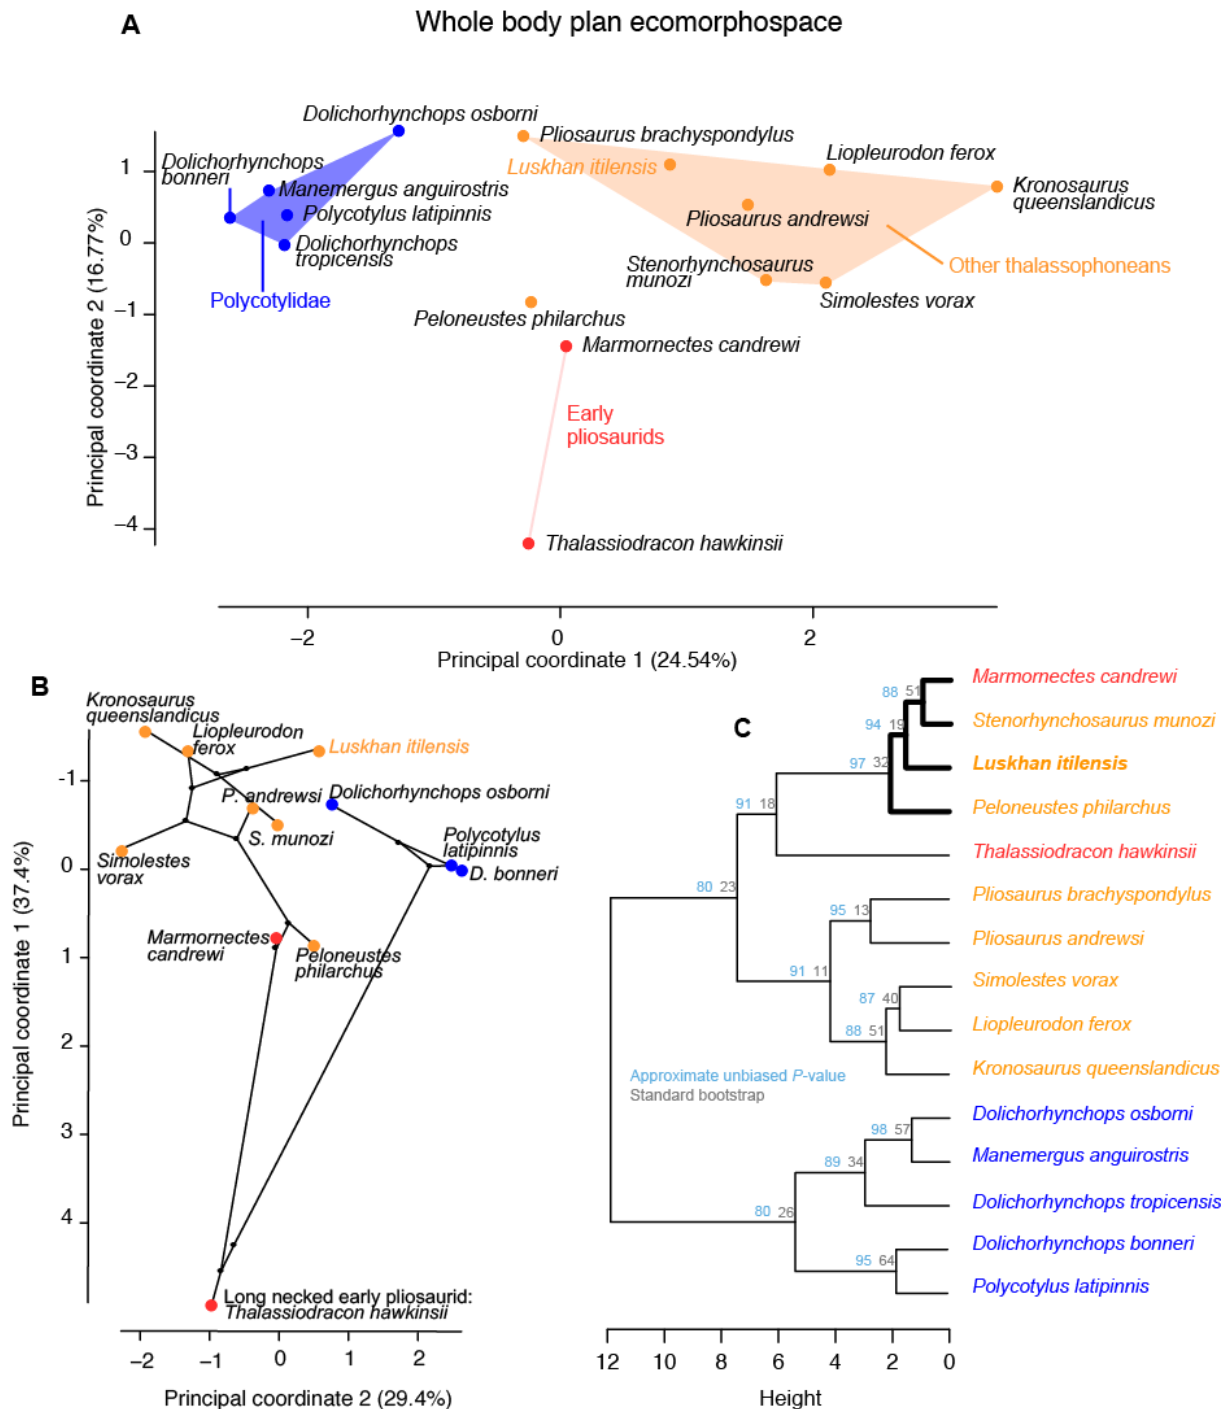 A
Whole body plan ecomorphospace
Dolichorhynchops osborni
Pliosaurus brachyspondylus
Dolichorhynchops
bonneri
Luskhan itilensis
Liopleurodon ferox
Manemergus anguirostris
Kronosaurus
queenslandicus
Polycotylus latipinnis
Pliosaurus andrewsi
Dolichorhynchops
tropicensis
Stenorhynchosaurus
munozi
Other thalassophoneans
Polycotylidae
Simolestes vorax
Peloneustes philarchus
Marmornectes candrewi
Early
pliosaurids
Thalassiodracon hawkinsii
1
0
−1
−2
−3
−4
Principal coordinate 2 (16.77%)
−2
0
2
Principal coordinate 1 (24.54%)
B
Kronosaurus
queenslandicus
Liopleurodon
ferox
Luskhan itilensis
P. andrewsi
Dolichorhynchops osborni
S. munozi
Polycotylus
latipinnis
D. bonneri
Simolestes
vorax
Marmornectes
candrewi
Peloneustes
philarchus
Long necked early pliosaurid:
Thalassiodracon hawkinsii
-1
0
1
2
3
4
Principal coordinate 1 (37.4%)
−2
−1
0
1
2
Principal coordinate 2 (29.4%)
C
Marmornectes candrewi
88 51
Stenorhynchosaurus munozi
94 19
Luskhan itilensis
97 32
Peloneustes philarchus
91 18
Thalassiodracon hawkinsii
80 23
Pliosaurus brachyspondylus
95 13
Pliosaurus andrewsi
91 11
Simolestes vorax
87 40
Liopleurodon ferox
88 51
Kronosaurus queenslandicus
Approximate unbiased P-value
Standard bootstrap
Dolichorhynchops osborni
98 57
Manemergus anguirostris
89 34
Dolichorhynchops tropicensis
80 26
Dolichorhynchops bonneri
95 64
Polycotylus latipinnis
12 10 8 6 4 2 0
Height